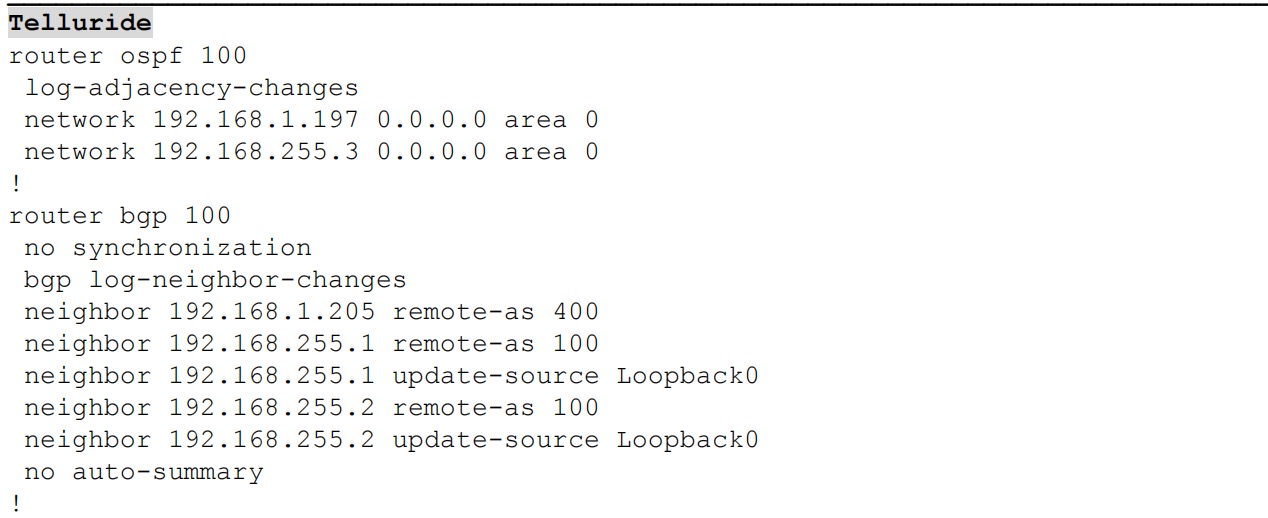 Telluride
router ospf 100
 log-adjacency-changes
 network 192.168.1.197 0.0.0.0 area 0
 network 192.168.255.3 0.0.0.0 area 0
!
router bgp 100
 no synchronization
 bgp log-neighbor-changes
 neighbor 192.168.1.205 remote-as 400
 neighbor 192.168.255.1 remote-as 100
 neighbor 192.168.255.1 update-source Loopback0
 neighbor 192.168.255.2 remote-as 100
 neighbor 192.168.255.2 update-source Loopback0
 no auto-summary
!